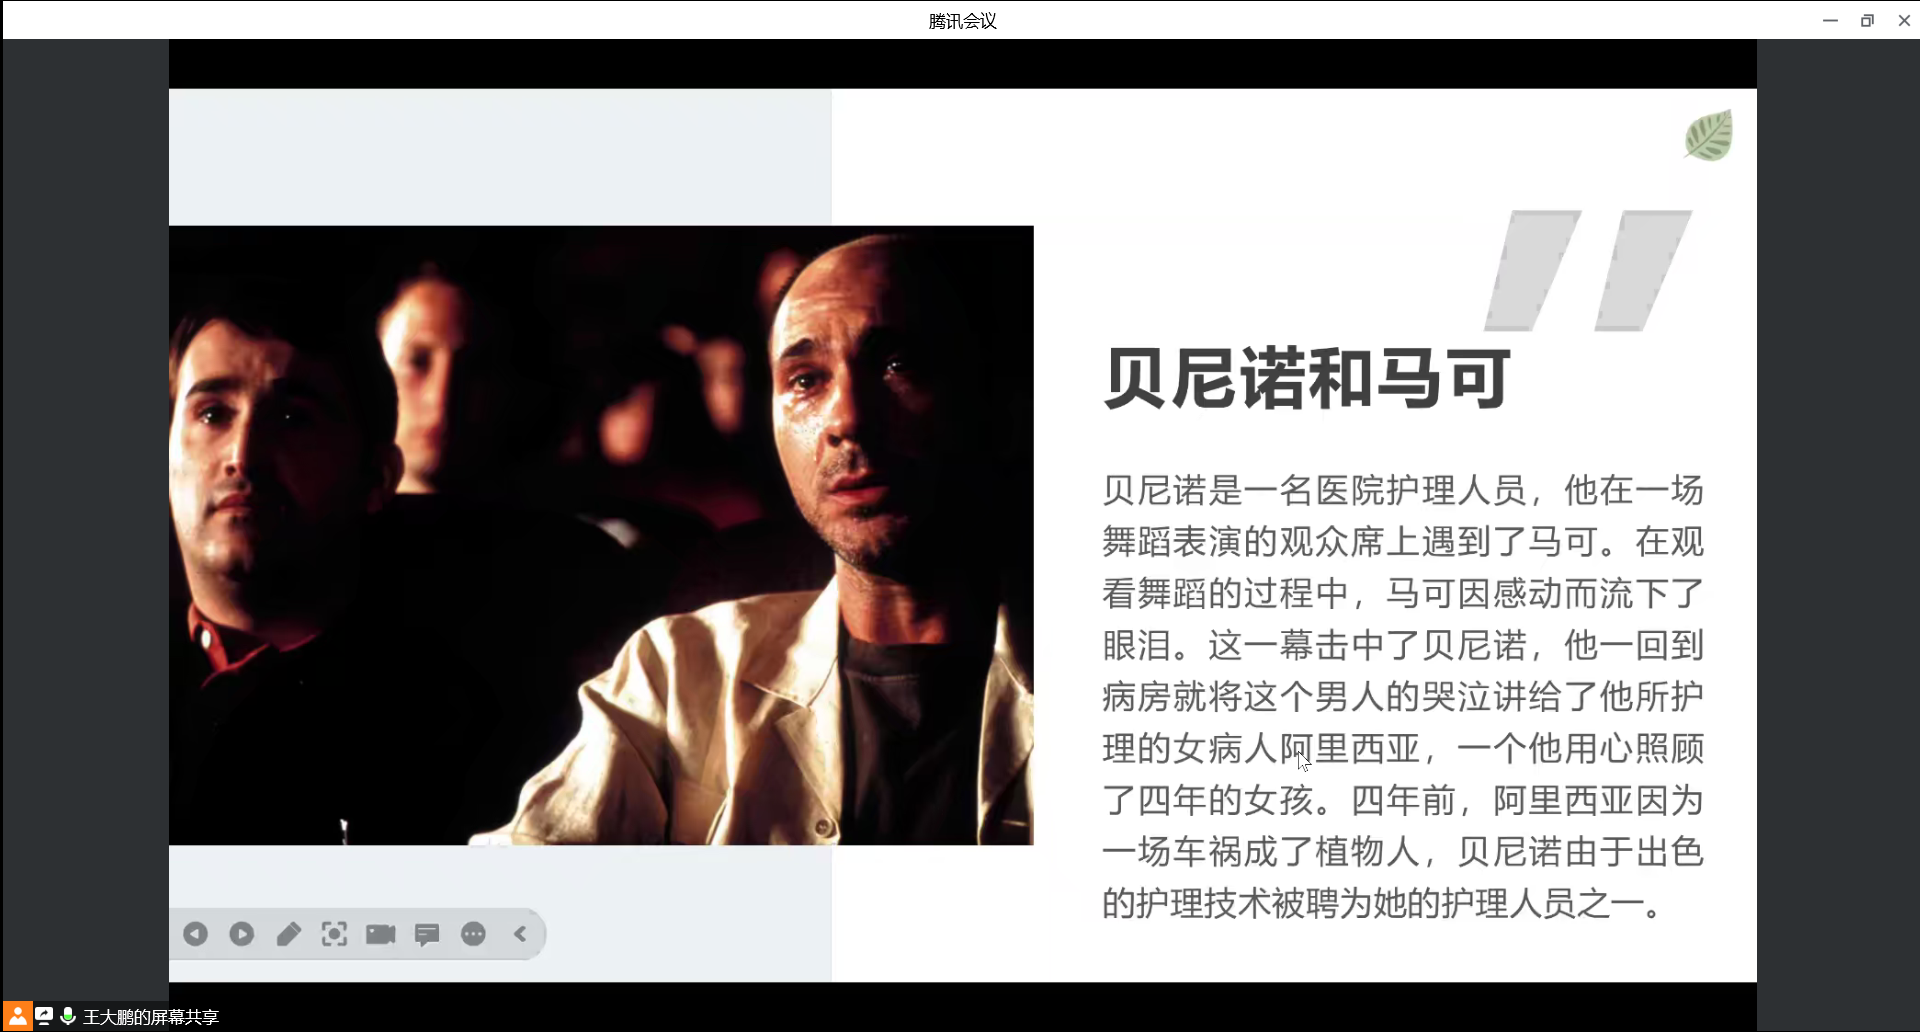 腾讯会议
贝尼诺和马可
贝尼诺是一名医院护理人员，他在一场
舞蹈表演的观众席上遇到了马可。在观
看舞蹈的过程中，马可因感动而流下了
眼泪。这一幕击中了贝尼诺，他一回到
病房就将这个男人的哭泣讲给了他所护
理的女病人阿里西亚，一个他用心照顾
了四年的女孩。四年前，阿里西亚因为
一场车祸成了植物人，贝尼诺由于出色
的护理技术被聘为她的护理人员之一。
王大鹏的屏幕共享